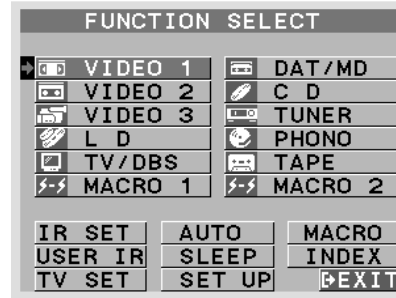 FUNCTION SELECT
VIDEO 1 DAT/MD
VIDEO 2 C D
VIDEO 3 TUNER
L D PHONO
TV/DBS TAPE
MACRO 1 MACRO 2
IR SET AUTO MACRO
USER IR SLEEP INDEX
TV SET SET UP EXIT